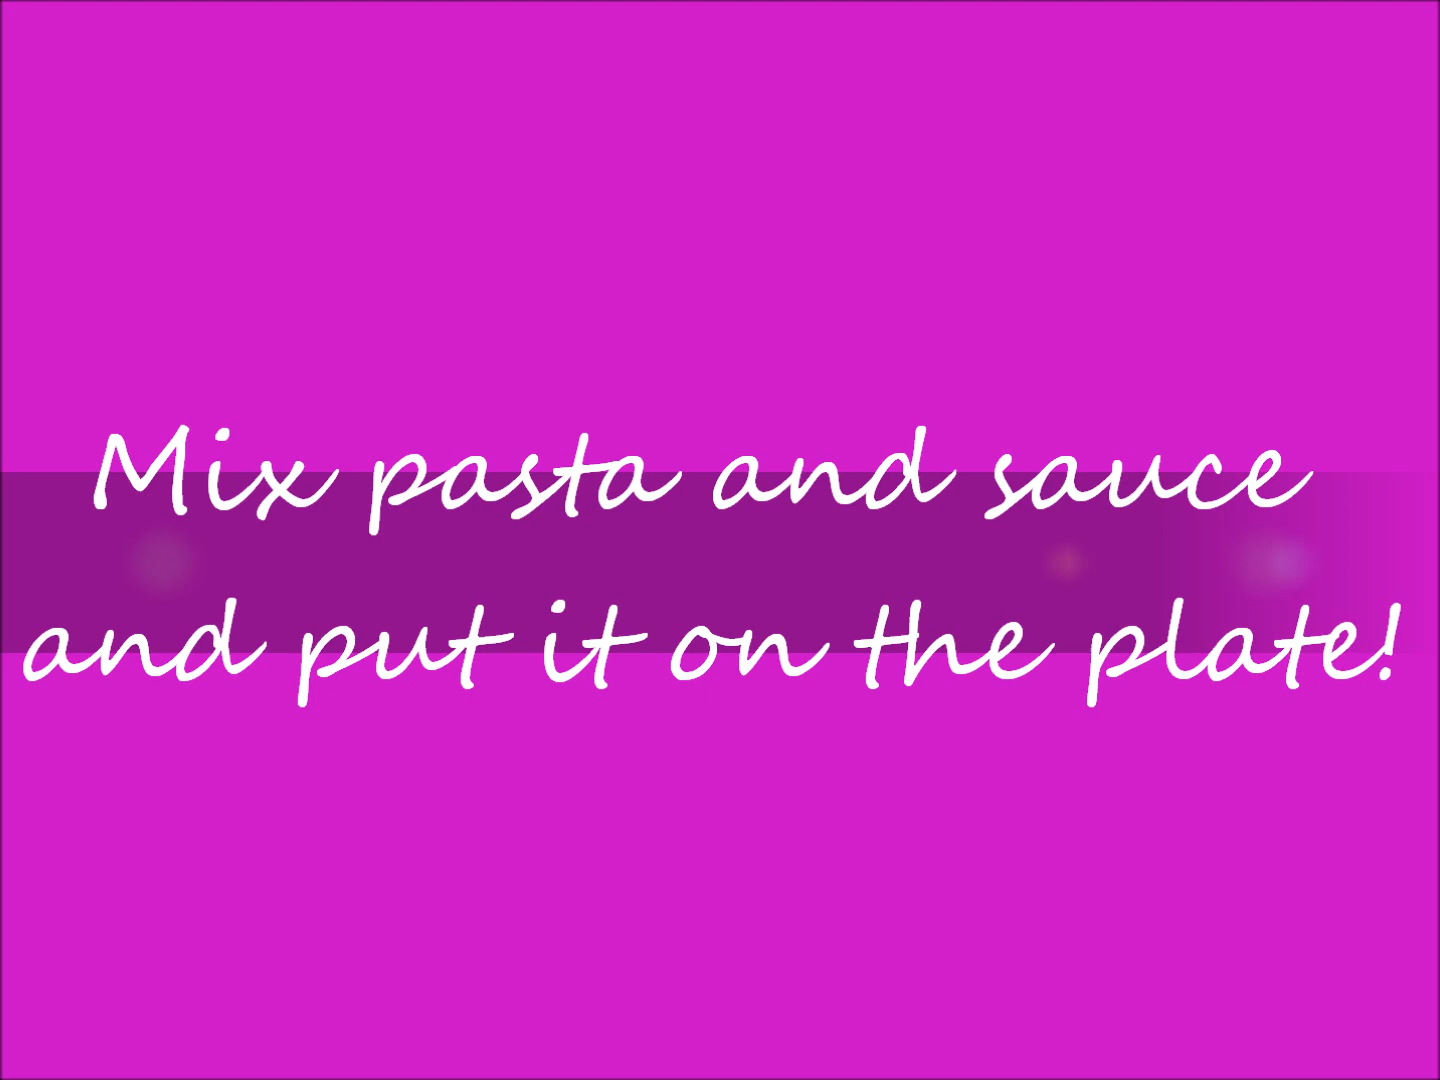 Mix pasta and sauce
and put it on the plate!